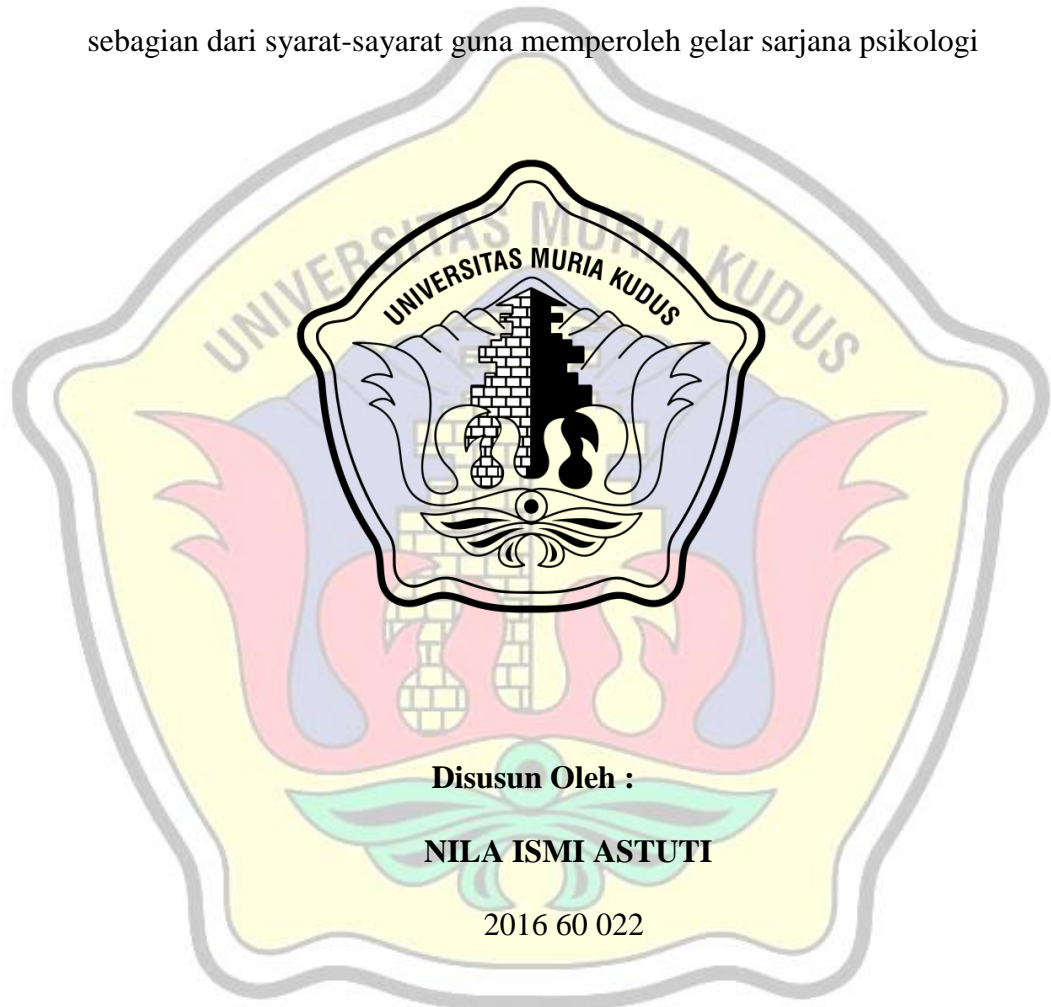 sebagian dari syarat-sayarat guna memperoleh gelar sarjana psikologi
UNIVERSITAS MURIA KUDUS
UNIVERSITAS MURIA KUDUS
Disusun Oleh :
NILA ISMI ASTUTI
2016 60 022